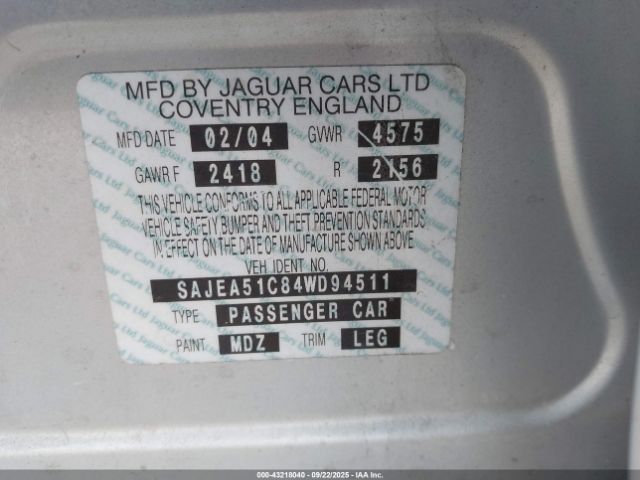 MFD BY JAGUAR CARS LTD
COVENTRY ENGLAND
MFD DATE 02/04 GVWR 4575
GAWR F 2418 R 2156
THIS VEHICLE CONFORMS TO ALL APPLICABLE FEDERAL MOTOR
VEHICLE SAFETY BUMPER AND THEFT PREVENTION STANDARDS
IN EFFECT ON THE DATE OF MANUFACTURE SHOWN ABOVE
VEH. IDENT NO.
SAJEA51C84WD94511
TYPE PASSENGER CAR
PAINT MDZ TRIM LEG
000-43218040 - 09/22/2025 - IAA Inc.